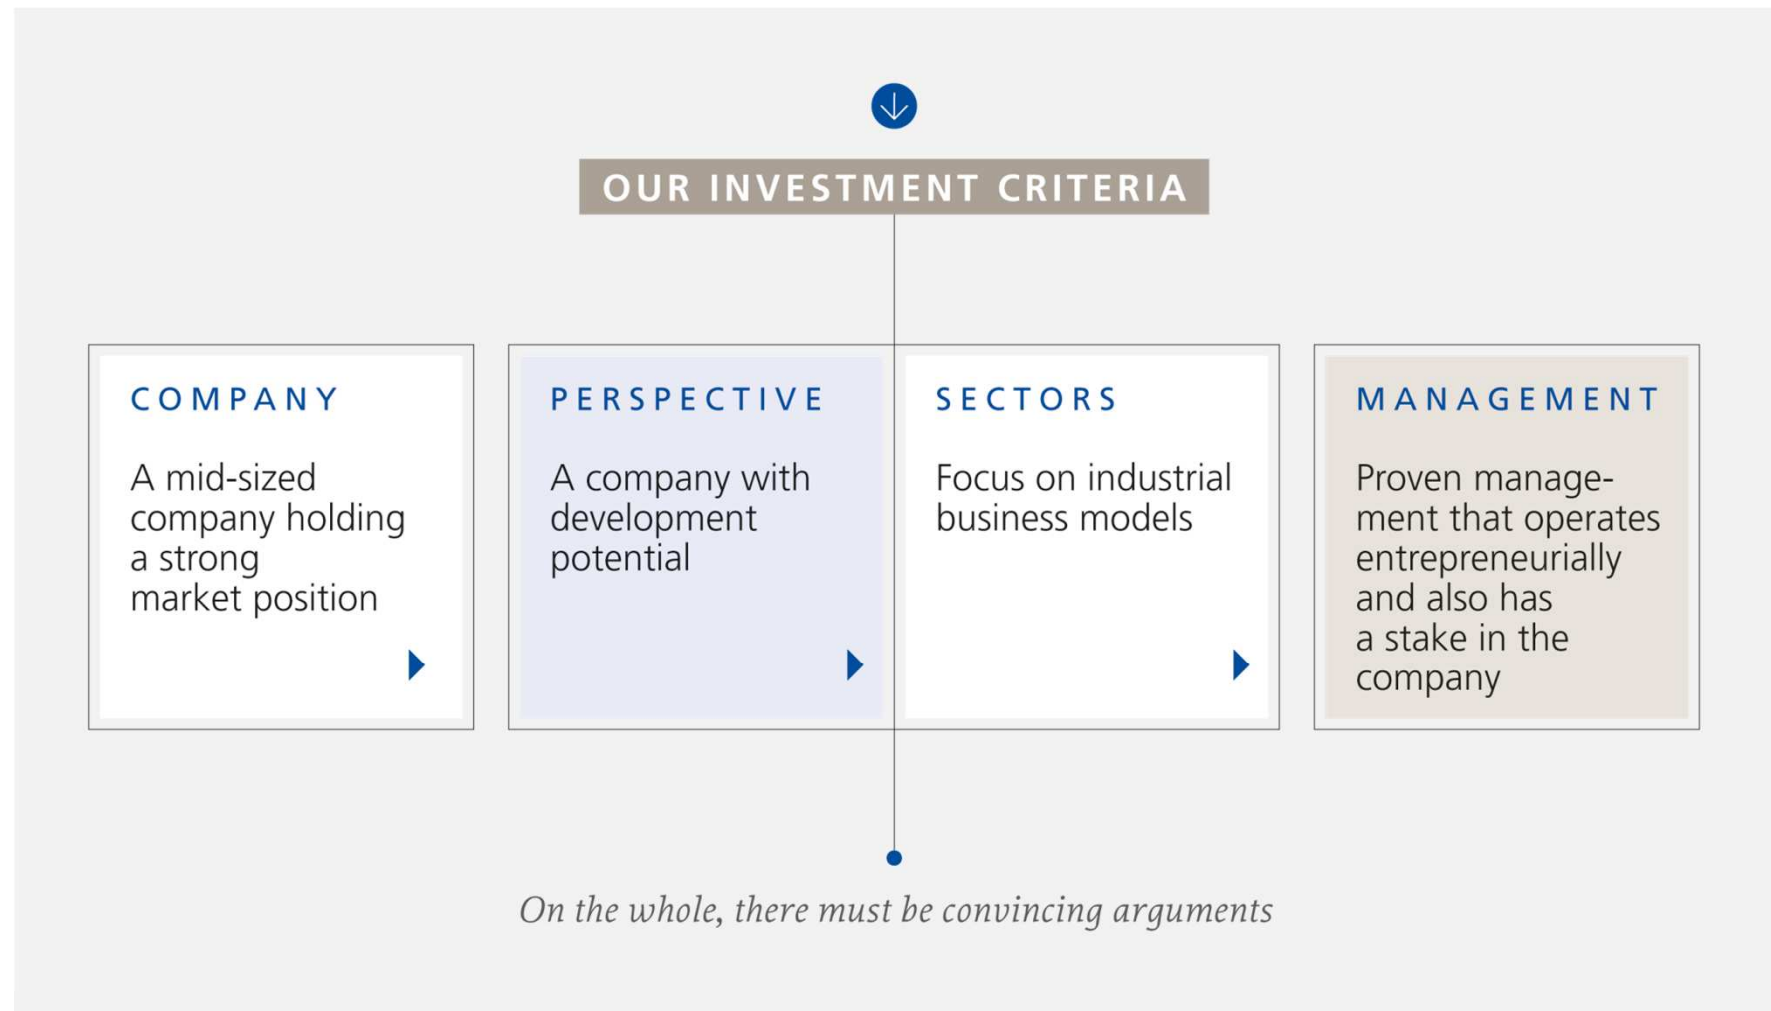 OUR INVESTMENT CRITERIA
COMPANY
A mid-sized
company holding
a strong
market position
PERSPECTIVE
A company with
development
potential
SECTORS
Focus on industrial
business models
MANAGEMENT
Proven manage-
ment that operates
entrepreneurially
and also has
a stake in the
company
On the whole, there must be convincing arguments